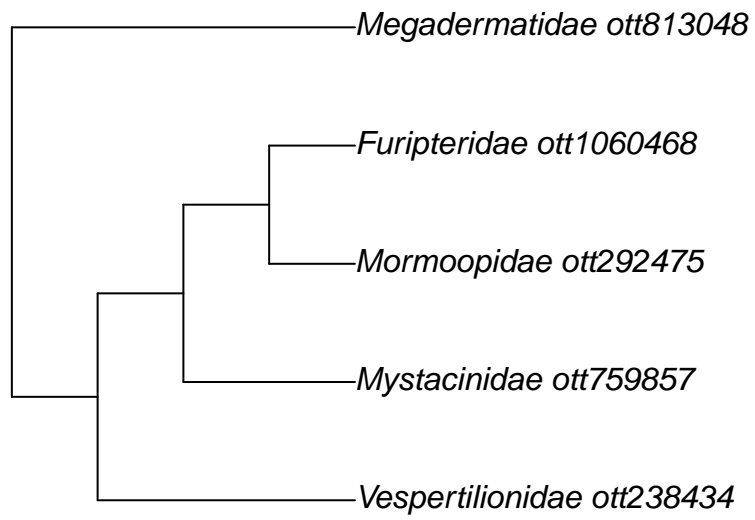 Megadermatidae ott813048
Furipteridae ott1060468
Mormoopidae ott292475
Mystacinidae ott759857
Vespertilionidae ott238434